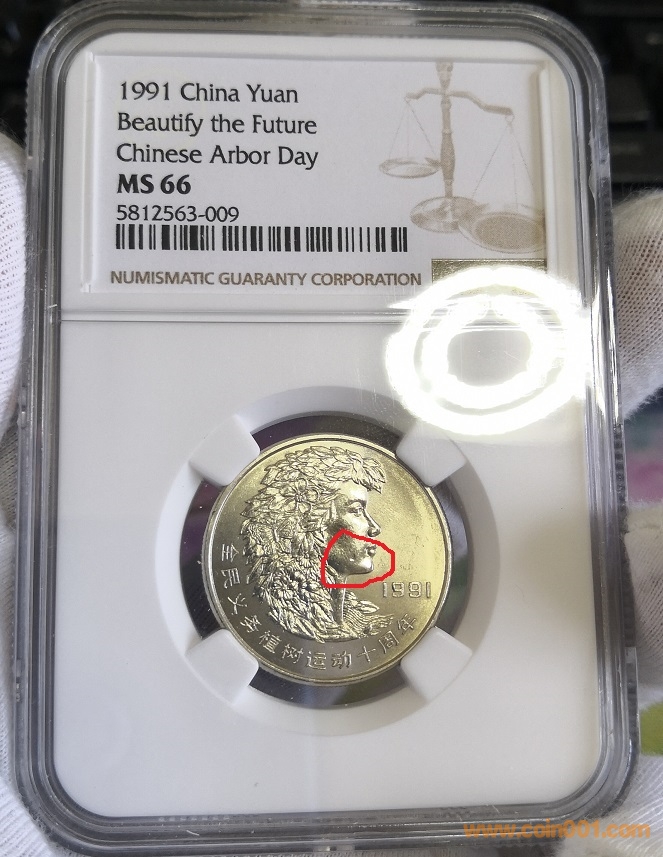 1991 China Yuan
Beautify the Future
Chinese Arbor Day
MS 66
5812563-009
NUMISMATIC GUARANTY CORPORATION
1991
全民义务植树运动十周年
www.coin001.com